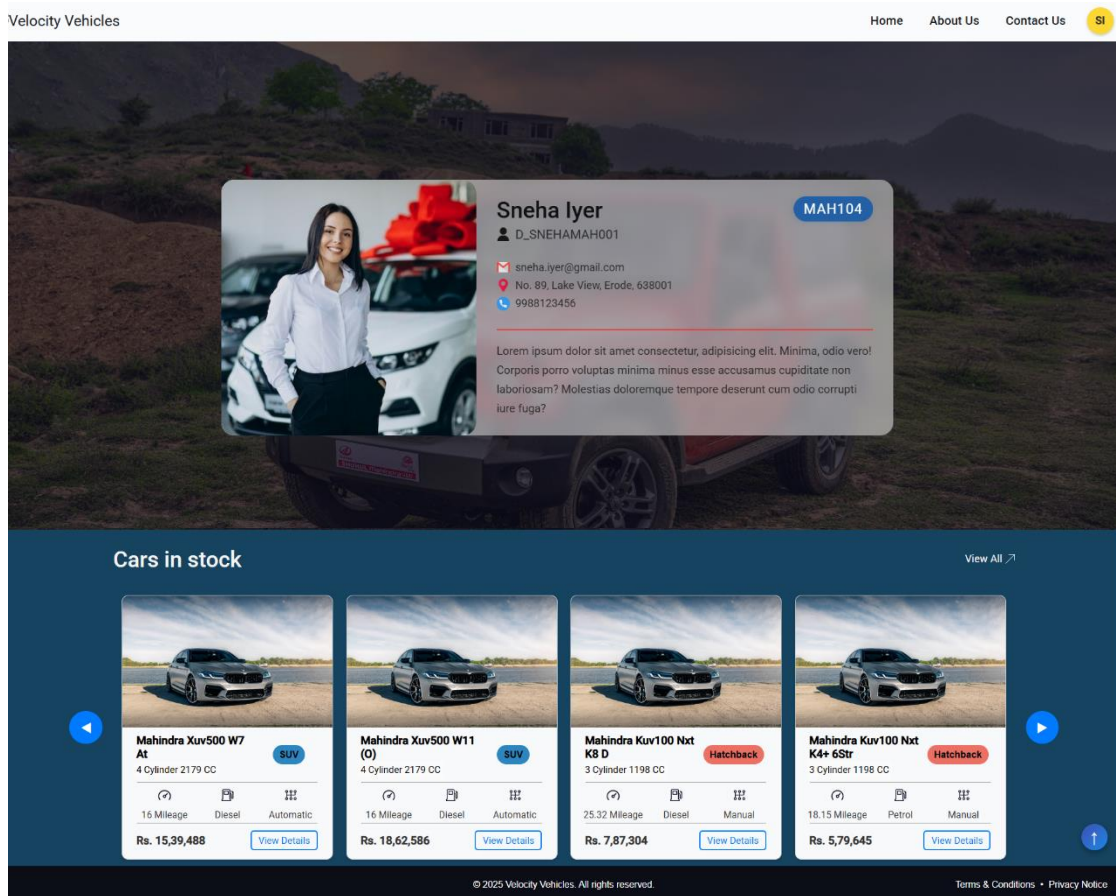 Velocity Vehicles
Home About Us Contact Us SI
Sneha Iyer MAH104
D_SNEHAMAH001
sneha.iyer@gmail.com
No. 89, Lake View, Erode, 638001
9988123456
Lorem ipsum dolor sit amet consectetur, adipisicing elit. Minima, odio vero!
Corporis porro voluptas minima minus esse accusamus cupiditate non
laboriosam? Molestias doloremque tempore deserunt cum odio corrupti
iure fuga?
Cars in stock
View All
Mahindra Xuv500 W7
At
SUV
4 Cylinder 2179 CC
16 Mileage Diesel Automatic
Rs. 15,39,488 View Details
Mahindra Xuv500 W11
(O)
SUV
4 Cylinder 2179 CC
16 Mileage Diesel Automatic
Rs. 18,62,586 View Details
Mahindra Kuv100 Nxt
K8 D
Hatchback
3 Cylinder 1198 CC
25.32 Mileage Diesel Manual
Rs. 7,87,304 View Details
Mahindra Kuv100 Nxt
K4+ 6Str
Hatchback
3 Cylinder 1198 CC
18.15 Mileage Petrol Manual
Rs. 5,79,645 View Details
© 2025 Velocity Vehicles. All rights reserved.
Terms & Conditions • Privacy Notice